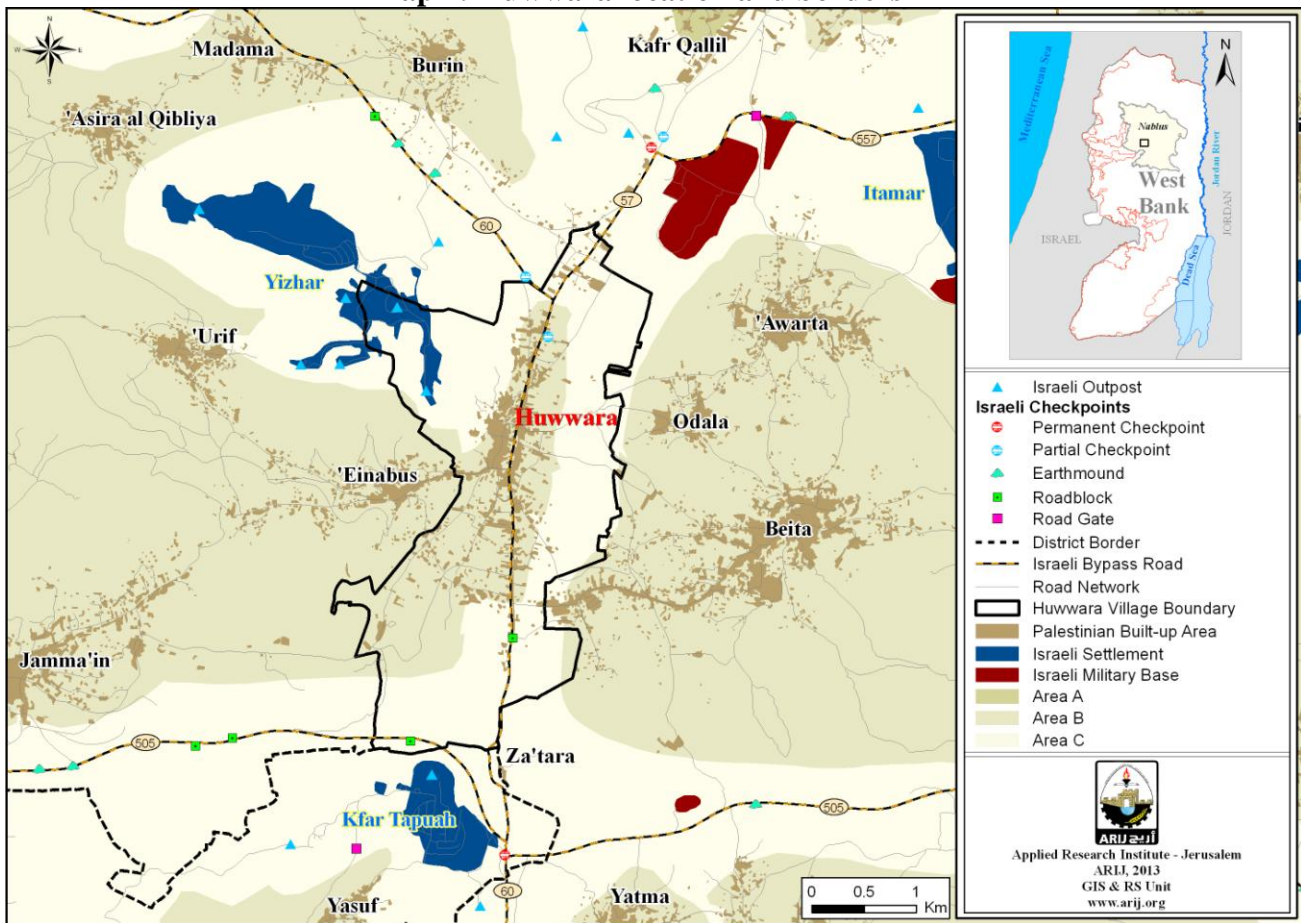 N
W
E
S
Madama
Burin
Kafr Qallil
'Asira al Qibliya
557
Itamar
57
60
Yizhar
'Urif
'Awarta
Huwwara
Odala
'Einabus
Beita
Jamma'in
505
Za'tara
Kfar Tapuah
505
60
Yasuf
Yatma
0 0.5 1
Km
N
Mediterranean Sea
Nablus
West
Bank
Jordan River
JORDAN
ISRAEL
Dead Sea
Israeli Outpost
Israeli Checkpoints
Permanent Checkpoint
Partial Checkpoint
Earthmound
Roadblock
Road Gate
District Border
Israeli Bypass Road
Road Network
Huwwara Village Boundary
Palestinian Built-up Area
Israeli Settlement
Israeli Military Base
Area A
Area B
Area C
ARIJ أريج
Applied Research Institute - Jerusalem
ARIJ, 2013
GIS & RS Unit
www.arij.org